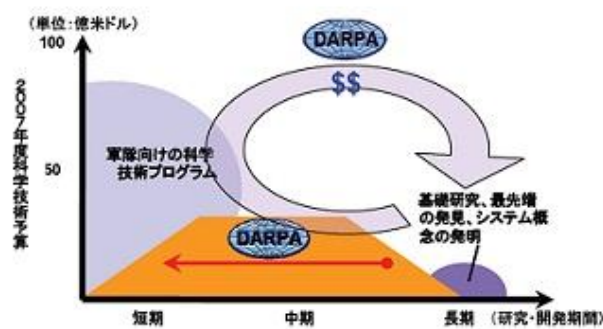 (単位:億米ドル)
100
DARPA
$$
2007年度科学技術予算
軍隊向けの科学
技術プログラム
50
基礎研究、最先端
の発見、システム概
念の発明
DARPA
短期
中期
長期
(研究・開発期間)